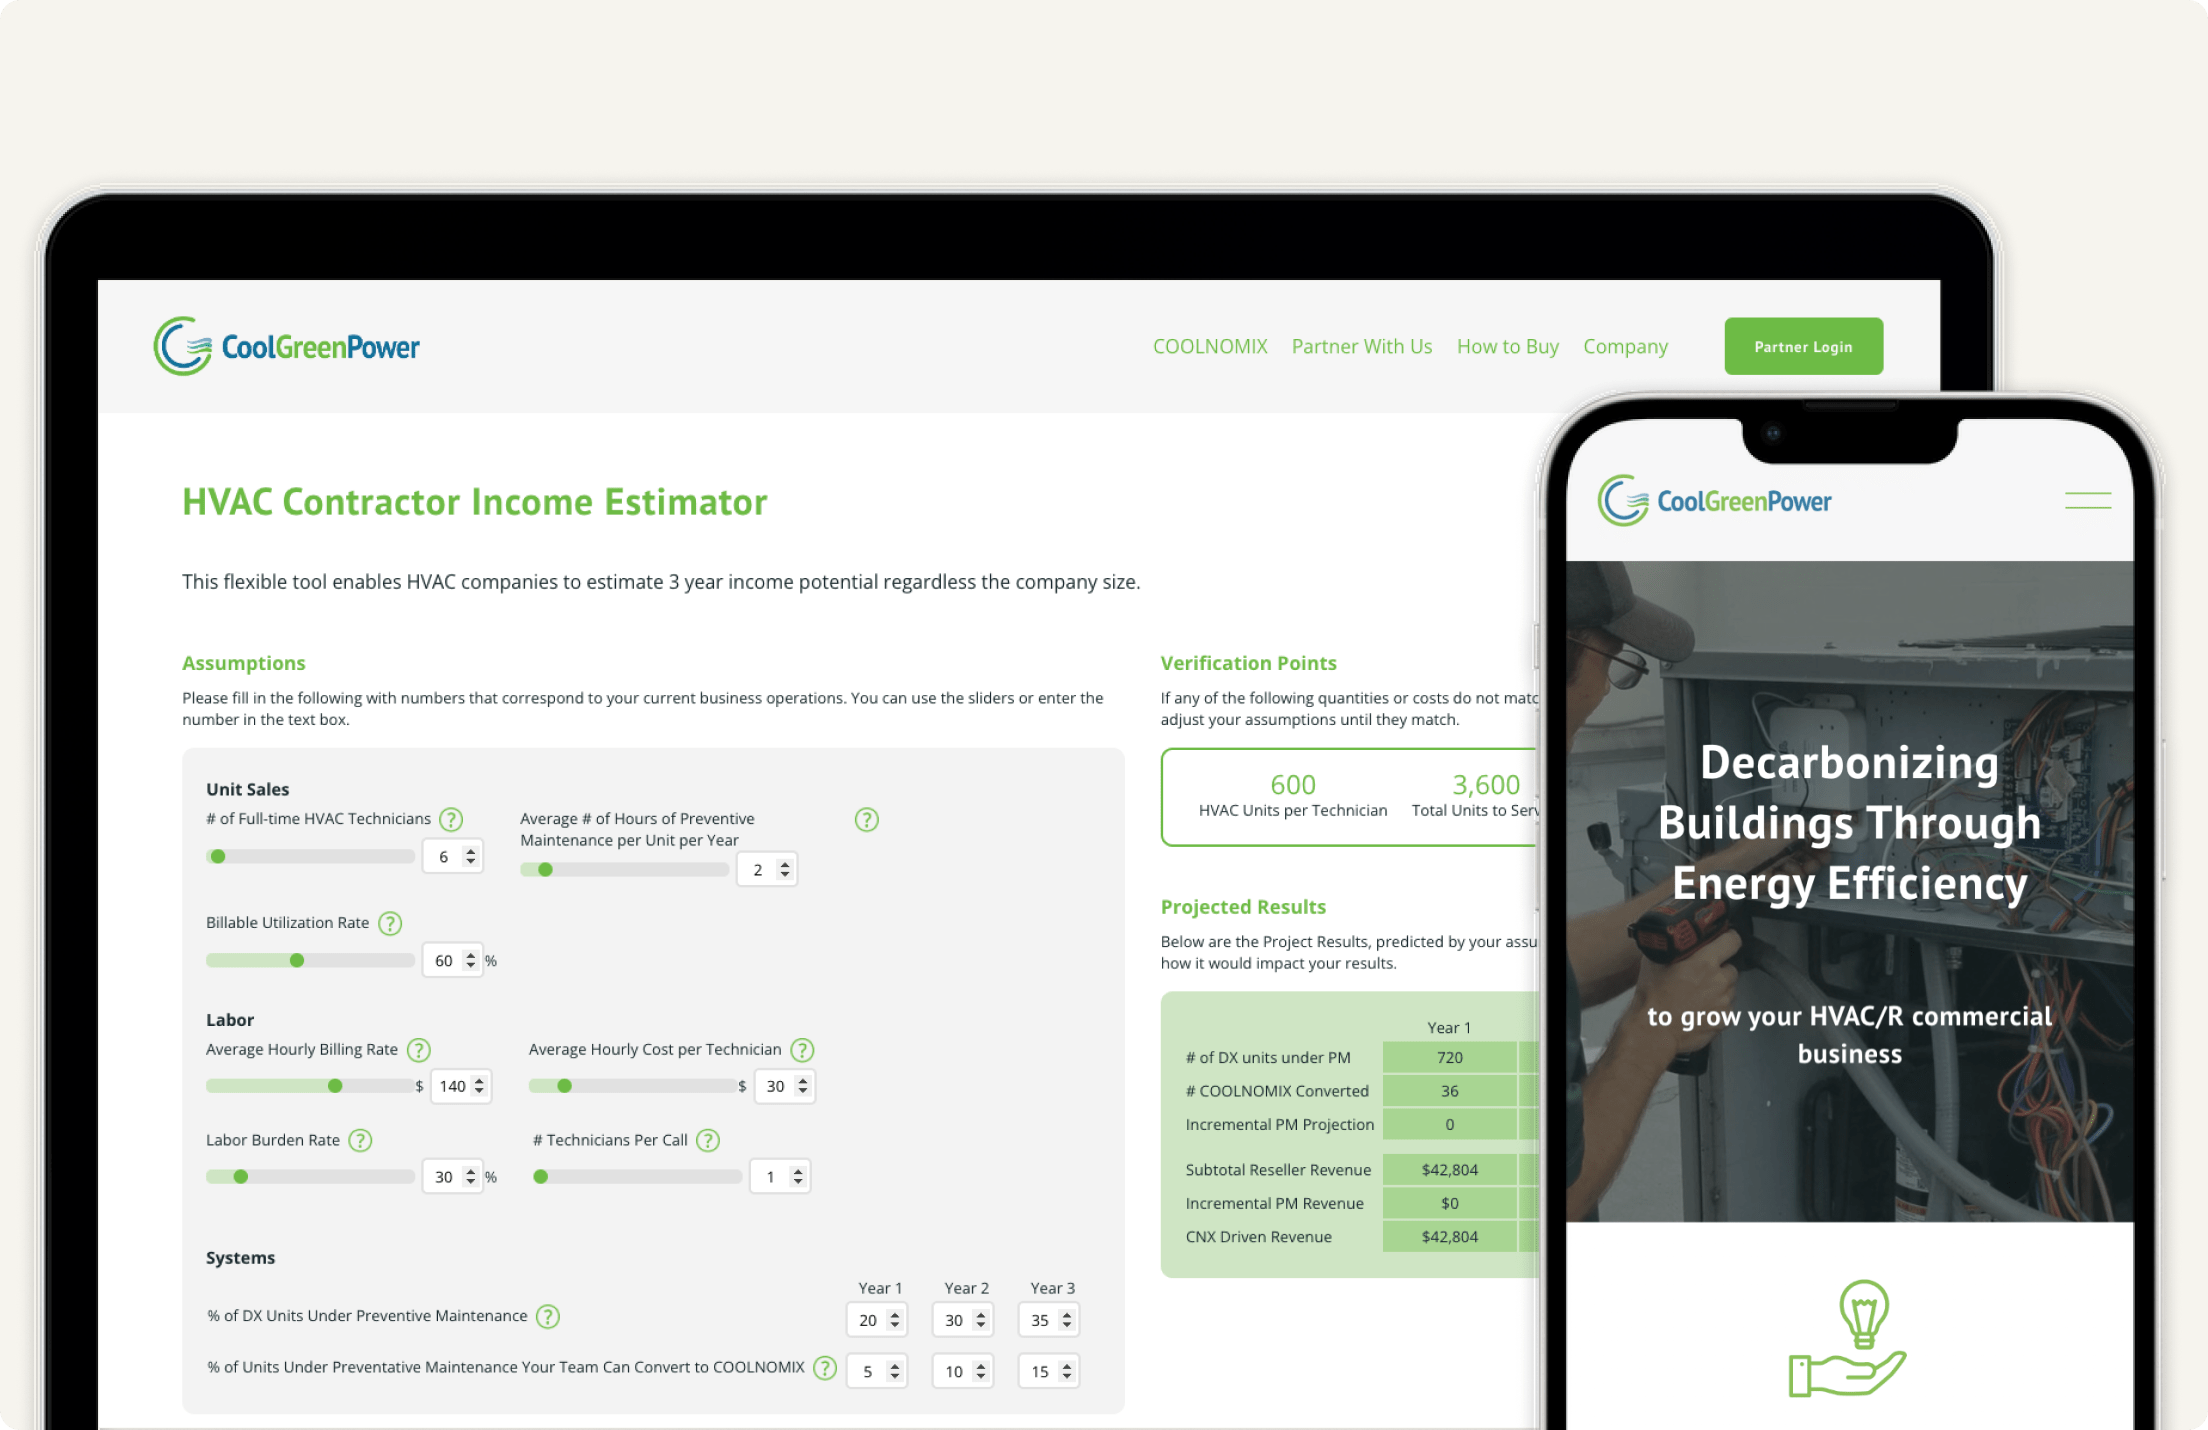 CoolGreenPower
COOLNOMIX Partner With Us How to Buy Company
Partner Login
HVAC Contractor Income Estimator
This flexible tool enables HVAC companies to estimate 3 year income potential regardless the company size.
Assumptions
Please fill in the following with numbers that correspond to your current business operations. You can use the sliders or enter the
number in the text box.
Unit Sales
# of Full-time HVAC Technicians ?
6
Average # of Hours of Preventive
Maintenance per Unit per Year
?
2
Billable Utilization Rate ?
60 %
Labor
Average Hourly Billing Rate ?
$ 140
Average Hourly Cost per Technician ?
$ 30
Labor Burden Rate ?
30 %
# Technicians Per Call ?
1
Systems
Year 1 Year 2 Year 3
% of DX Units Under Preventive Maintenance ? 20 30 35
% of Units Under Preventative Maintenance Your Team Can Convert to COOLNOMIX ? 5 10 15
Verification Points
If any of the following quantities or costs do not matc
adjust your assumptions until they match.
600
HVAC Units per Technician
3,600
Total Units to Serv
Projected Results
Below are the Project Results, predicted by your assu
how it would impact your results.
Year 1
# of DX units under PM 720
# COOLNOMIX Converted 36
Incremental PM Projection 0
Subtotal Reseller Revenue $42,804
Incremental PM Revenue $0
CNX Driven Revenue $42,804
CoolGreenPower
Decarbonizing
Buildings Through
Energy Efficiency
to grow your HVAC/R commercial
business